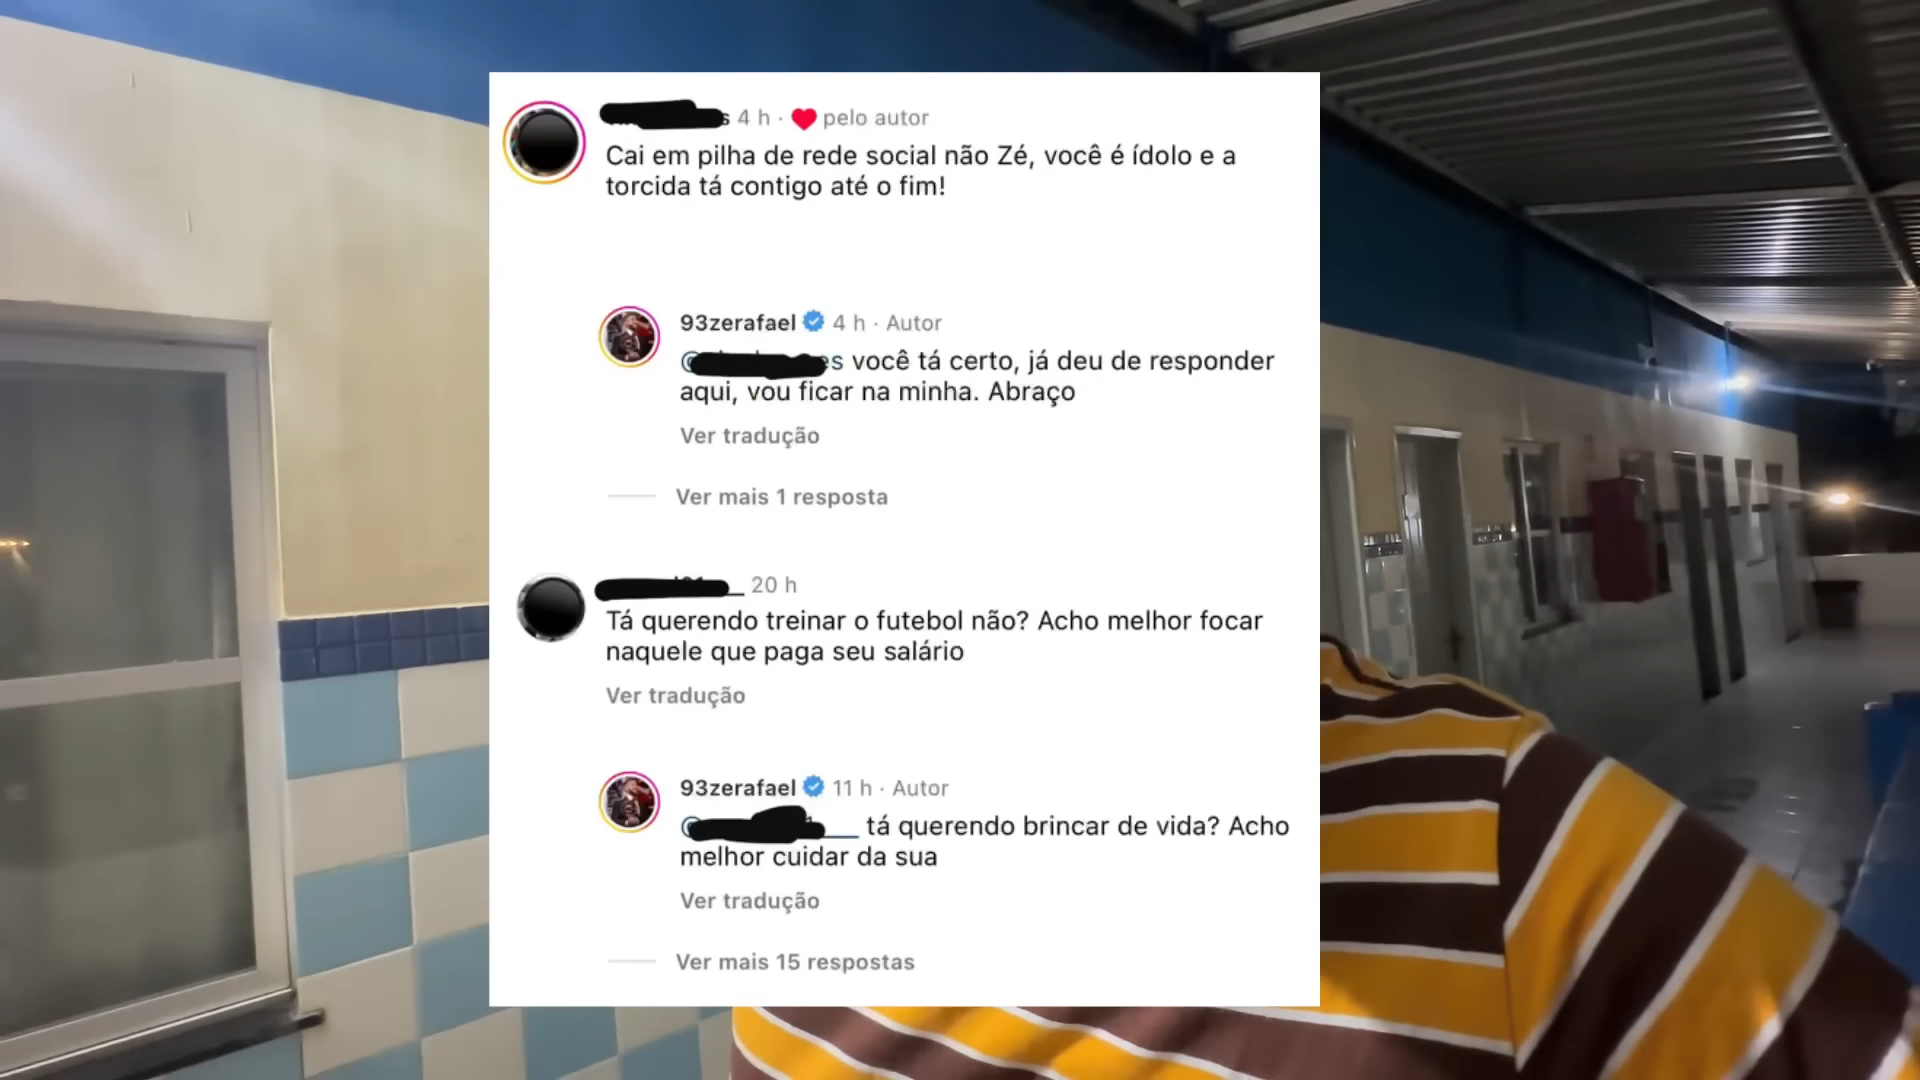 4 h · pelo autor
Cai em pilha de rede social não Zé, você é ídolo e a
torcida tá contigo até o fim!
93zerafael 4 h · Autor
você tá certo, já deu de responder
aqui, vou ficar na minha. Abraço
Ver tradução
Ver mais 1 resposta
20 h
Tá querendo treinar o futebol não? Acho melhor focar
naquele que paga seu salário
Ver tradução
93zerafael 11 h · Autor
tá querendo brincar de vida? Acho
melhor cuidar da sua
Ver tradução
Ver mais 15 respostas